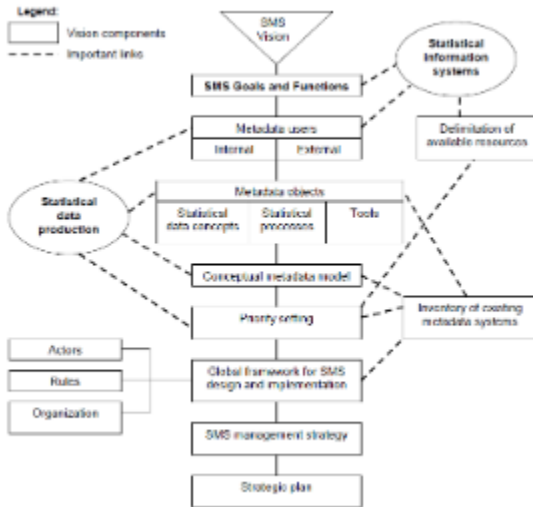 Legend:
Vision components
Important links
SMS
Vision
Statistical
Information
systems
SMS Goals and Functions
Metadata users
Internal
External
Delimitation of
available resources
Metadata objects
Statistical
data concepts
Statistical
processes
Tools
Statistical
data
production
Conceptual metadata model
Priority setting
Inventory of existing
metadata systems
Actors
Rules
Organization
Global framework for SMS
design and implementation
SMS management strategy
Strategic plan